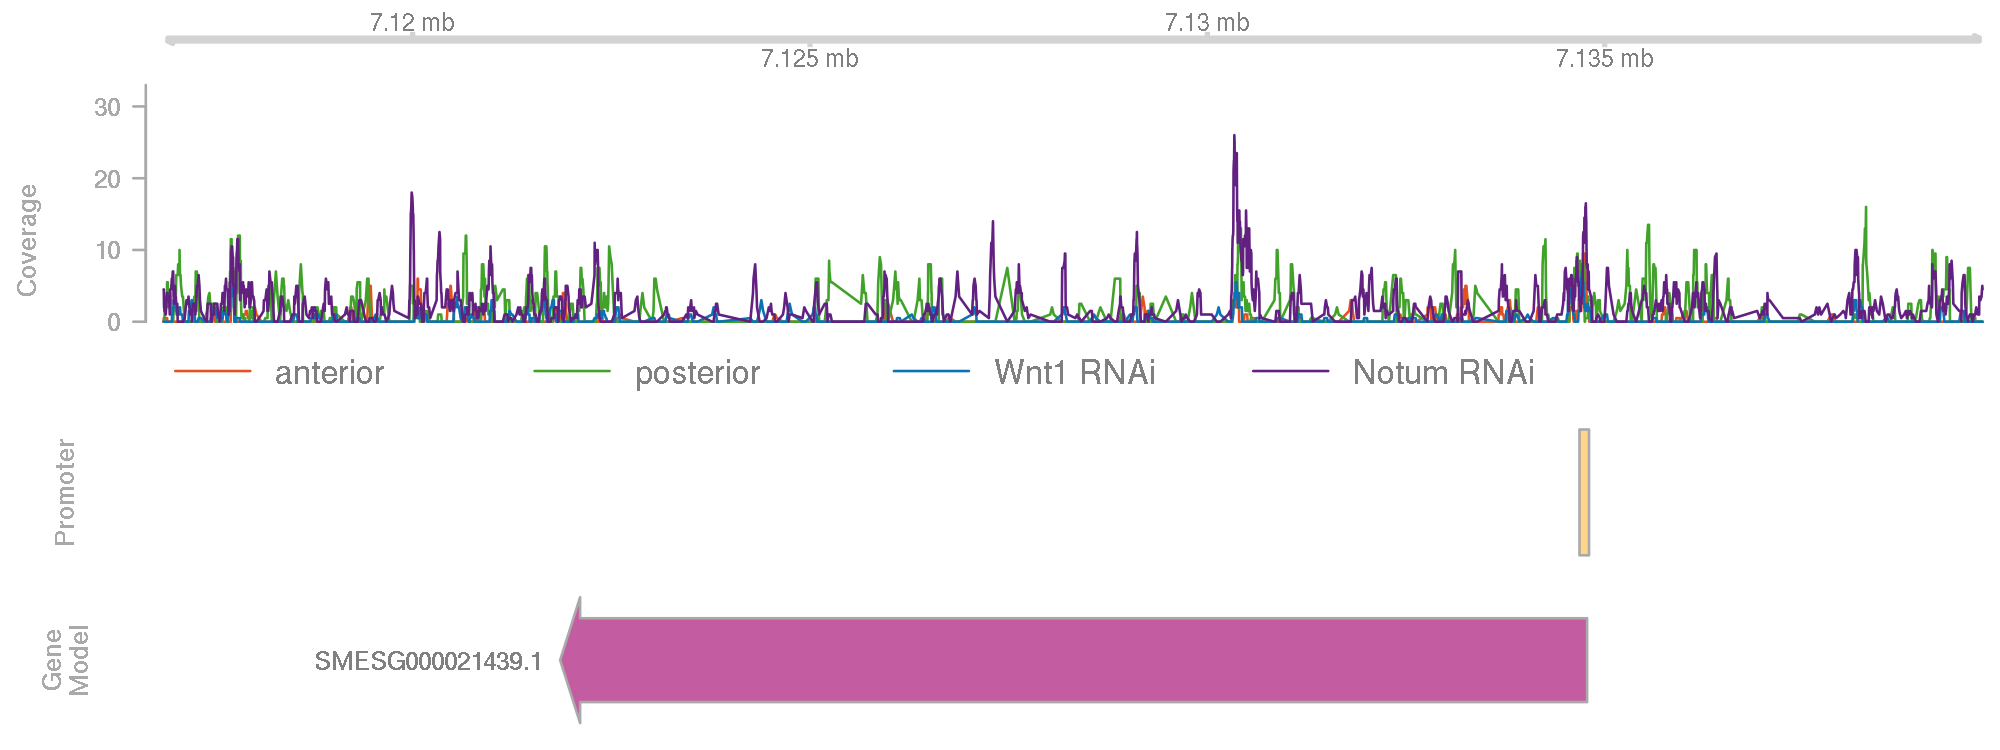 7.12 mb
7.13 mb
7.125 mb
7.135 mb
Coverage
30
20
10
0
anterior
posterior
Wnt1 RNAi
Notum RNAi
Promoter
Gene
Model
SMESG000021439.1